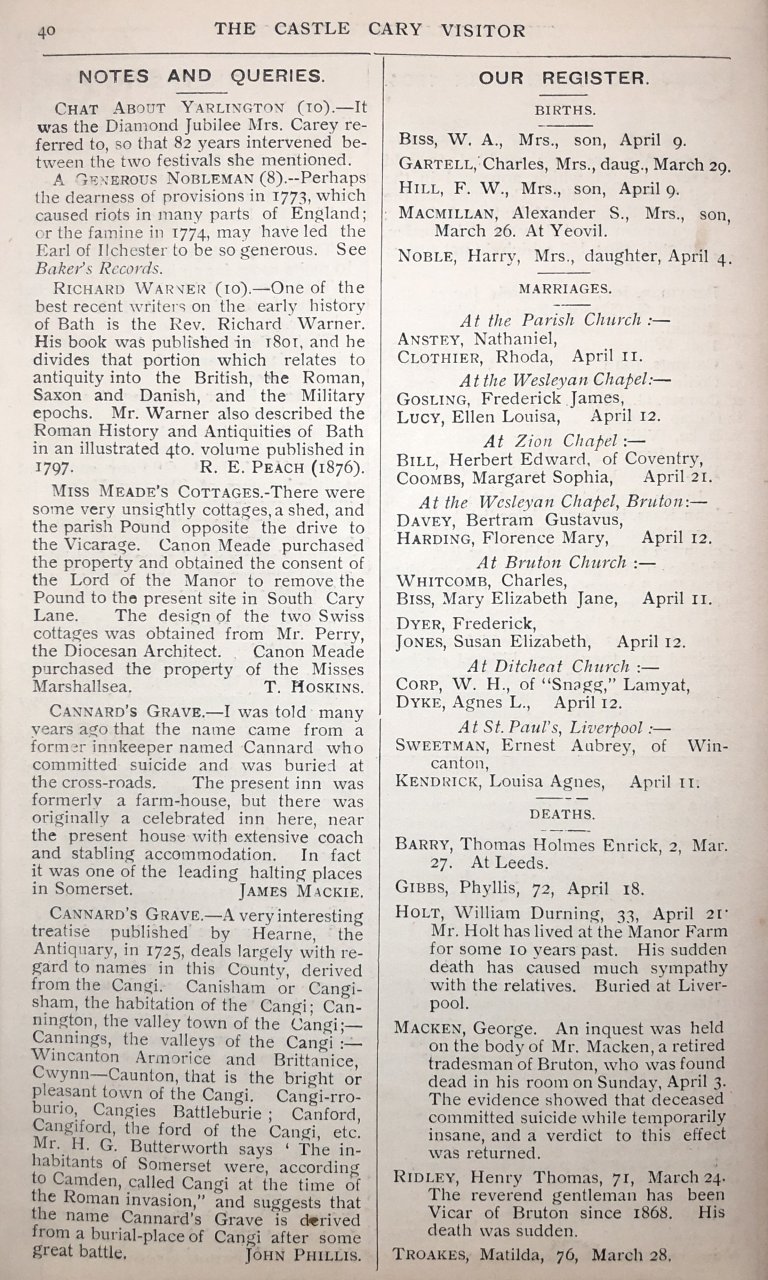 40
THE CASTLE CARY VISITOR
NOTES AND QUERIES.
CHAT ABOUT YARLINGTON (10).—It
was the Diamond Jubilee Mrs. Carey re-
ferred to, so that 82 years intervened be-
tween the two festivals she mentioned.
A GENEROUS NOBLEMAN (8).--Perhaps
the dearness of provisions in 1773, which
caused riots in many parts of England;
or the famine in 1774, may have led the
Earl of Ilchester to be so generous. See
Baker's Records.
RICHARD WARNER (10).—One of the
best recent writers on the early history
of Bath is the Rev. Richard Warner.
His book was published in 1801, and he
divides that portion which relates to
antiquity into the British, the Roman,
Saxon and Danish, and the Military
epochs. Mr. Warner also described the
Roman History and Antiquities of Bath
in an illustrated 4to. volume published in
1797. R. E. PEACH (1876).
MISS MEADE'S COTTAGES.-There were
some very unsightly cottages, a shed, and
the parish Pound opposite the drive to
the Vicarage. Canon Meade purchased
the property and obtained the consent of
the Lord of the Manor to remove the
Pound to the present site in South Cary
Lane. The design of the two Swiss
cottages was obtained from Mr. Perry,
the Diocesan Architect. Canon Meade
purchased the property of the Misses
Marshallsea. T. HOSKINS.
CANNARD'S GRAVE.—I was told many
years ago that the name came from a
former innkeeper named Cannard who
committed suicide and was buried at
the cross-roads. The present inn was
formerly a farm-house, but there was
originally a celebrated inn here, near
the present house with extensive coach
and stabling accommodation. In fact
it was one of the leading halting places
in Somerset. JAMES MACKIE.
CANNARD'S GRAVE.—A very interesting
treatise published by Hearne, the
Antiquary, in 1725, deals largely with re-
gard to names in this County, derived
from the Cangi. Canisham or Cangi-
sham, the habitation of the Cangi; Can-
nington, the valley town of the Cangi;—
Cannings, the valleys of the Cangi :—
Wincanton Armorice and Brittanice,
Cwynn—Caunton, that is the bright or
pleasant town of the Cangi. Cangi-rro-
burio, Cangies Battleburie ; Canford,
Cangiford, the ford of the Cangi, etc.
Mr. H. G. Butterworth says ‘ The in-
habitants of Somerset were, according
to Camden, called Cangi at the time of
the Roman invasion,” and suggests that
the name Cannard's Grave is derived
from a burial-place of Cangi after some
great battle. JOHN PHILLIS.
OUR REGISTER.
BIRTHS.
BISS, W. A., Mrs., son, April 9.
GARTELL, Charles, Mrs., daug., March 29.
HILL, F. W., Mrs., son, April 9.
MACMILLAN, Alexander S., Mrs., son,
March 26. At Yeovil.
NOBLE, Harry, Mrs., daughter, April 4.
MARRIAGES.
At the Parish Church :—
ANSTEY, Nathaniel,
CLOTHIER, Rhoda, April 11.
At the Wesleyan Chapel:—
GOSLING, Frederick James,
LUCY, Ellen Louisa, April 12.
At Zion Chapel :—
BILL, Herbert Edward, of Coventry,
COOMBS, Margaret Sophia, April 21.
At the Wesleyan Chapel, Bruton:—
DAVEY, Bertram Gustavus,
HARDING, Florence Mary, April 12.
At Bruton Church :—
WHITCOMB, Charles,
BISS, Mary Elizabeth Jane, April 11.
DYER, Frederick,
JONES, Susan Elizabeth, April 12.
At Ditcheat Church :—
CORP, W. H., of “Snagg,” Lamyat,
DYKE, Agnes L., April 12.
At St. Paul's, Liverpool :—
SWEETMAN, Ernest Aubrey, of Win-
canton,
KENDRICK, Louisa Agnes, April 11.
DEATHS.
BARRY, Thomas Holmes Enrick, 2, Mar.
27. At Leeds.
GIBBS, Phyllis, 72, April 18.
HOLT, William Durning, 33, April 21·
Mr. Holt has lived at the Manor Farm
for some 10 years past. His sudden
death has caused much sympathy
with the relatives. Buried at Liver-
pool.
MACKEN, George. An inquest was held
on the body of Mr. Macken, a retired
tradesman of Bruton, who was found
dead in his room on Sunday, April 3.
The evidence showed that deceased
committed suicide while temporarily
insane, and a verdict to this effect
was returned.
RIDLEY, Henry Thomas, 71, March 24.
The reverend gentleman has been
Vicar of Bruton since 1868. His
death was sudden.
TROAKES, Matilda, 76, March 28.